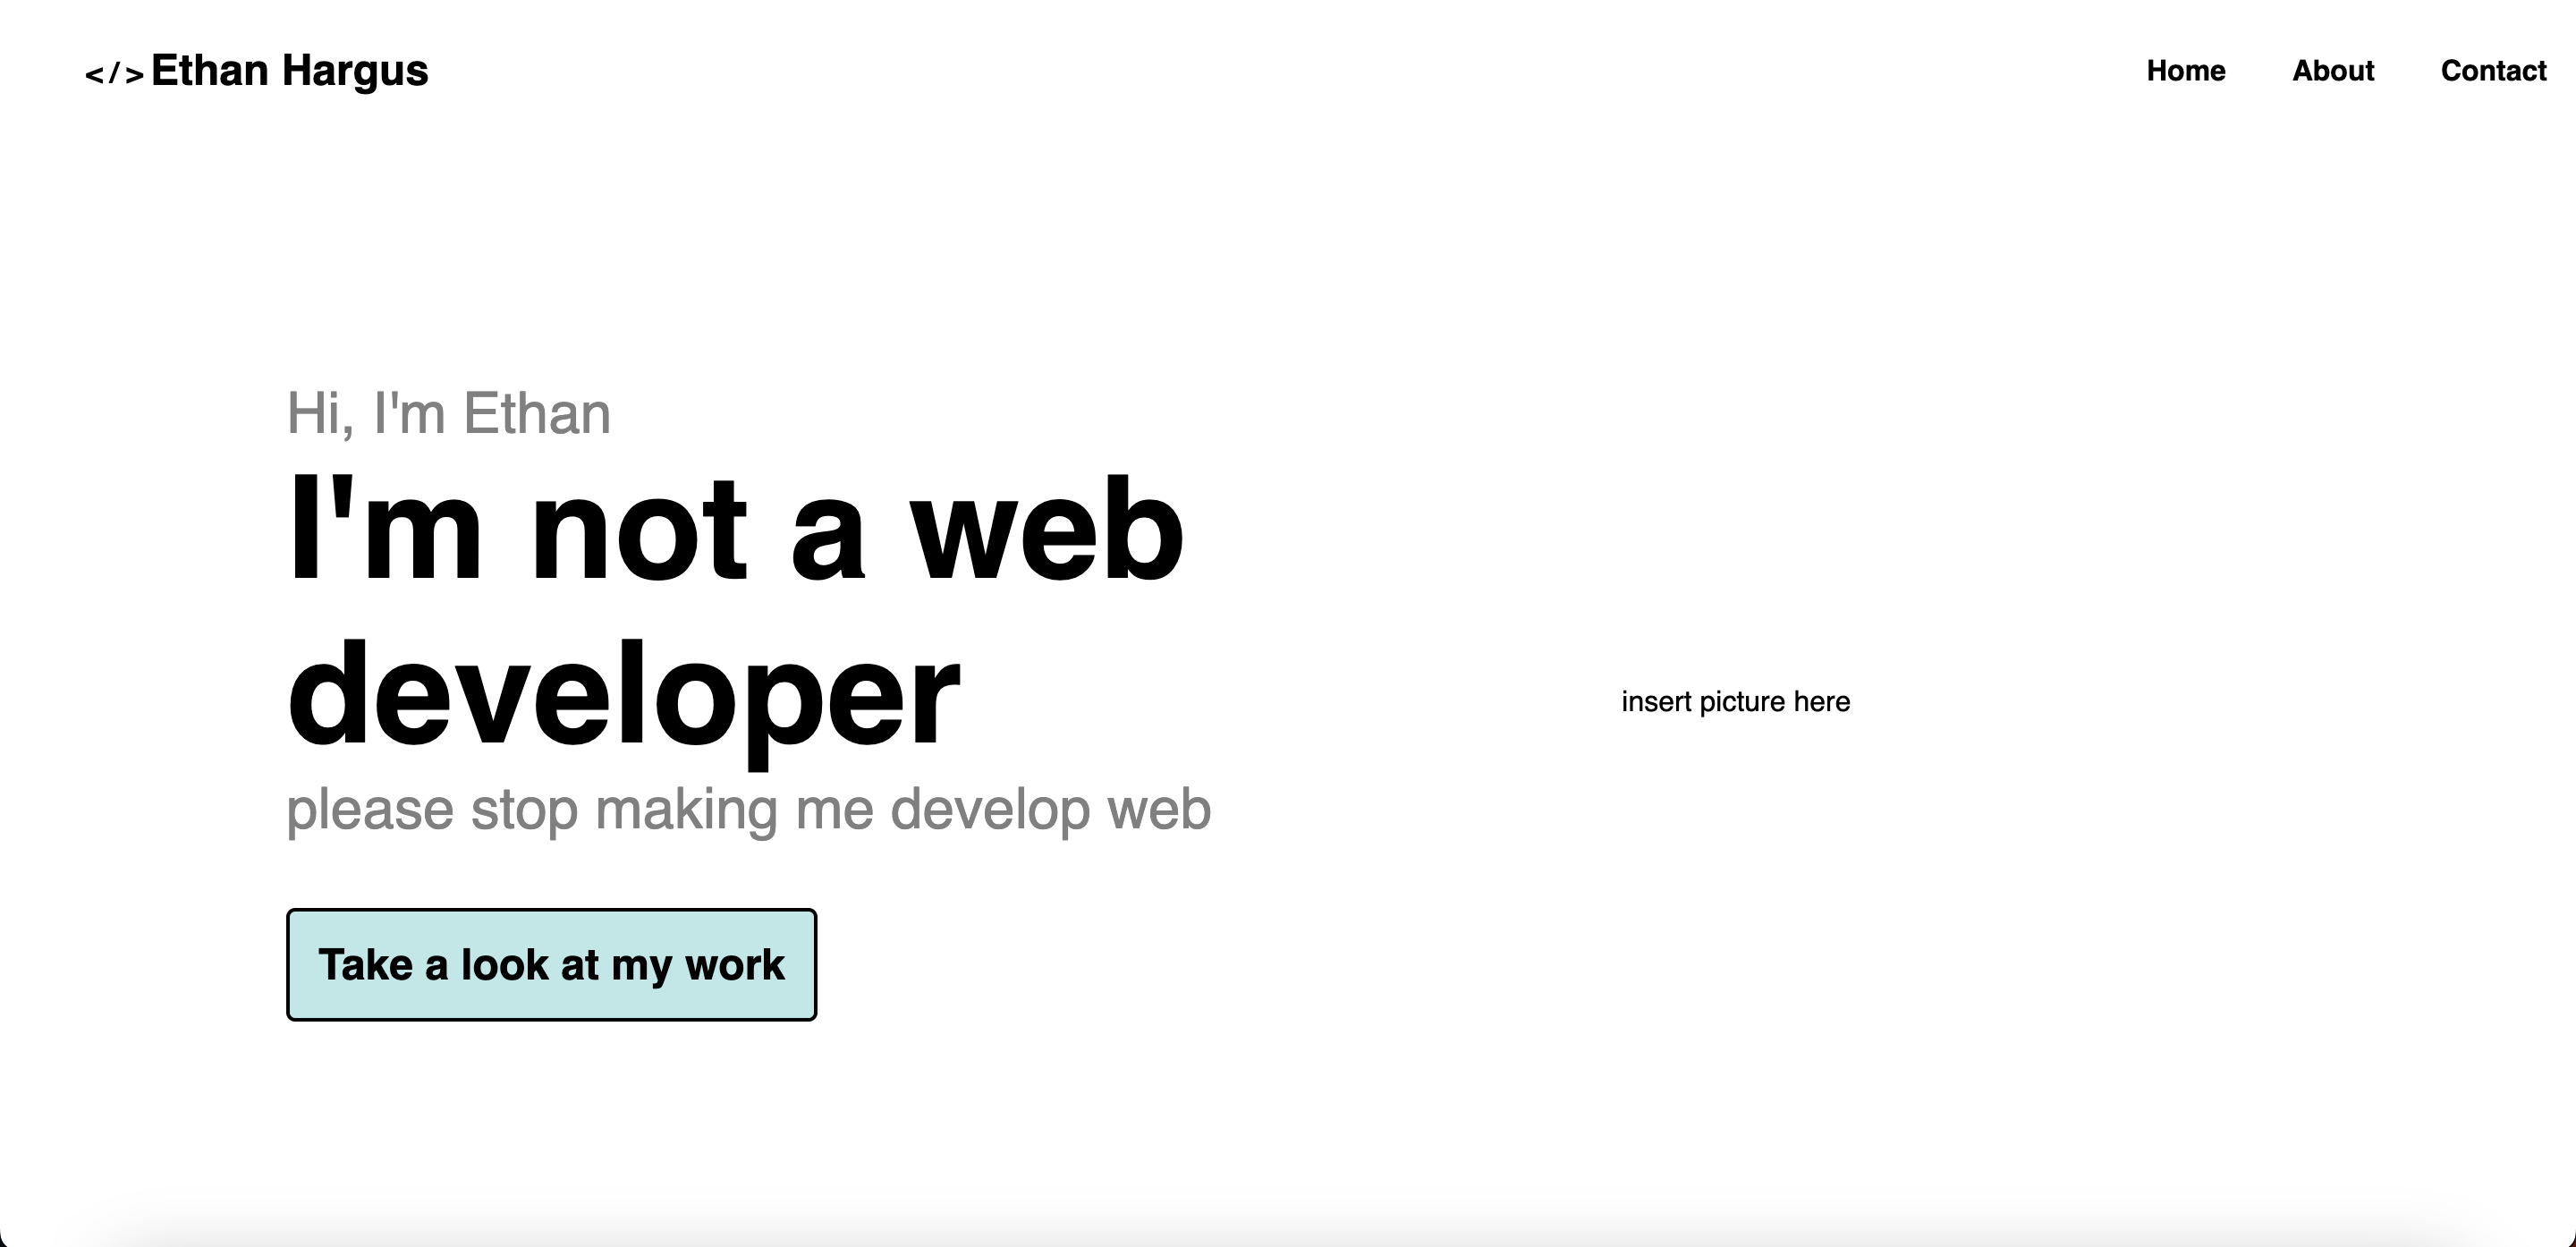 </> Ethan Hargus
Home About Contact
Hi, I'm Ethan
I'm not a web
developer
insert picture here
please stop making me develop web
Take a look at my work